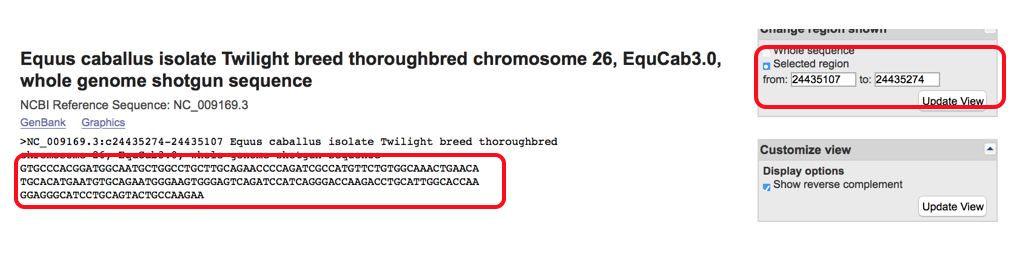 Equus caballus isolate Twilight breed thoroughbred chromosome 26, EquCab3.0,
whole genome shotgun sequence
NCBI Reference Sequence: NC_009169.3
GenBank Graphics
>NC_009169.3:c24435274-24435107 Equus caballus isolate Twilight breed thoroughbred
chromosome 26, EquCab3.0, whole genome shotgun sequence
GTGCCCACGGATGGCAATGCTGGCCTGCTTGCAGAACCCCAGATCGCCATGTTCTGTGGCAAACTGAACA
TGCACATGAATGTGCAGAATGGGAAGTGGGAGTCAGATCCATCAGGGACCAAGACCTGCATTGGCACCAA
GGAGGGCATCCTGCAGTACTGCCAAGAA
Change region shown
Whole sequence
Selected region
from: 24435107 to: 24435274
Update View
Customize view
Display options
Show reverse complement
Update View